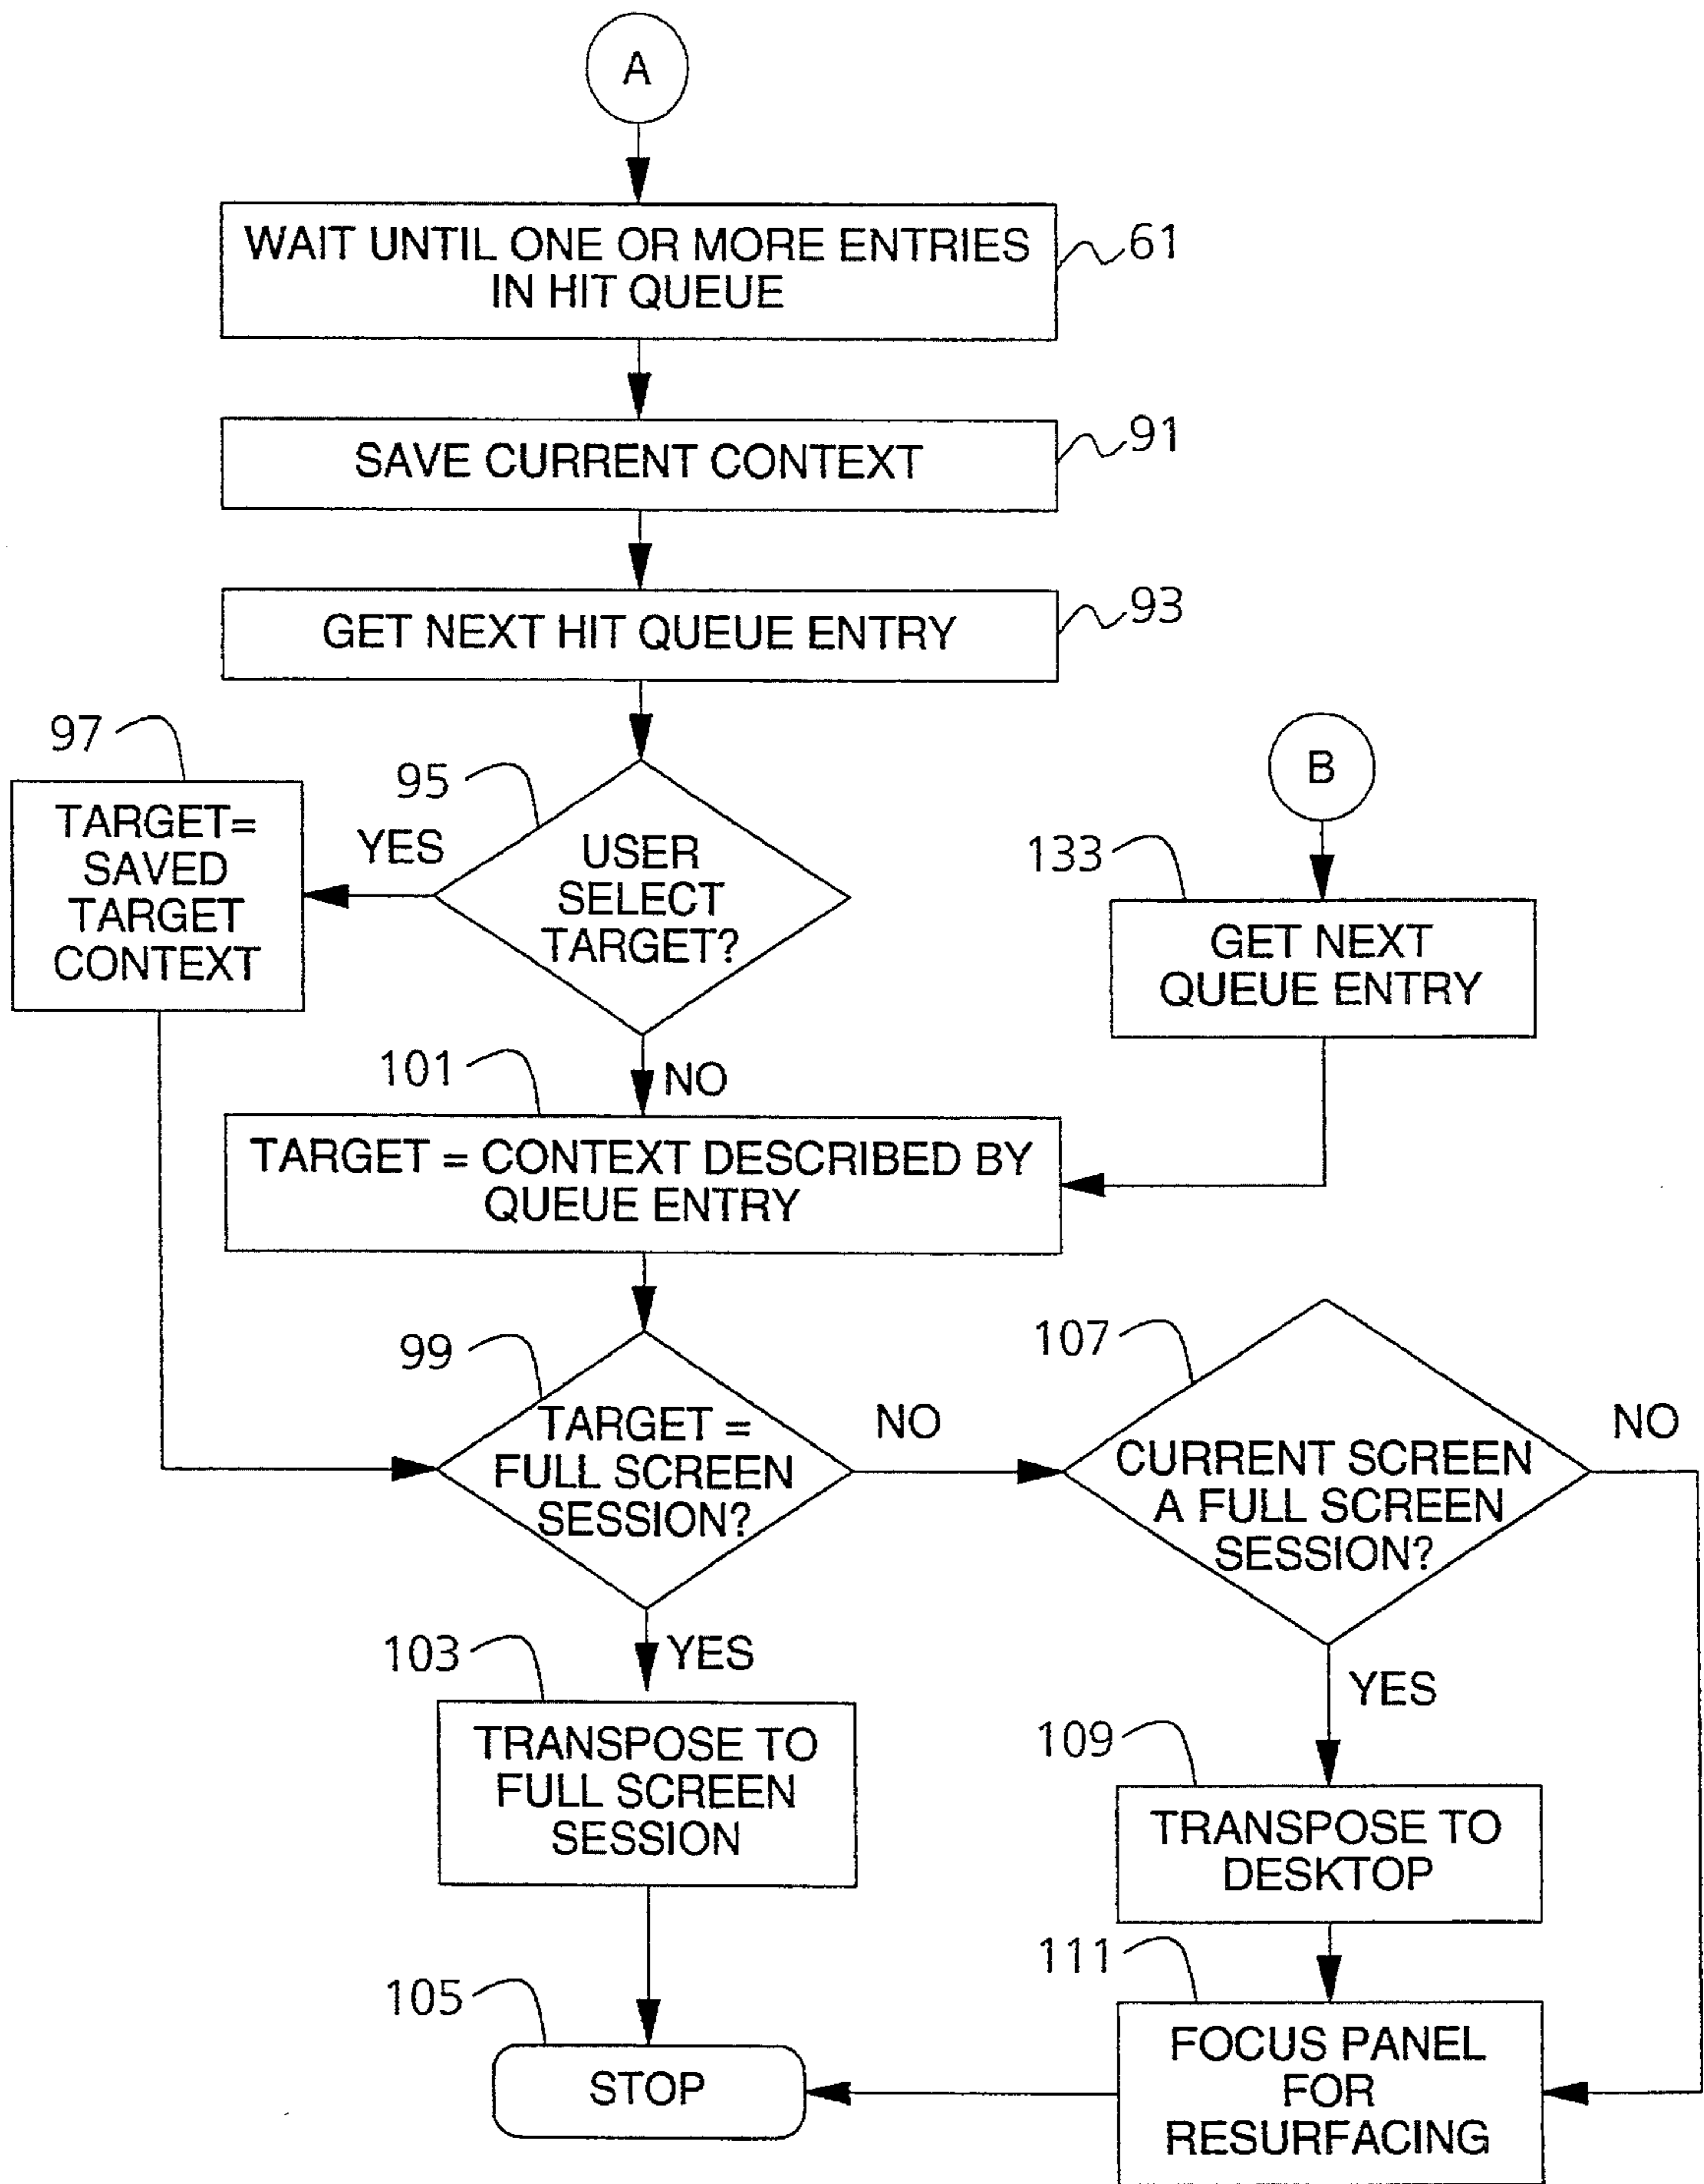 A
WAIT UNTIL ONE OR MORE ENTRIES
IN HIT QUEUE
61
SAVE CURRENT CONTEXT
91
GET NEXT HIT QUEUE ENTRY
93
97
TARGET=
SAVED
TARGET
CONTEXT
YES
95
USER
SELECT
TARGET?
B
133
GET NEXT
QUEUE ENTRY
NO
101
TARGET = CONTEXT DESCRIBED BY
QUEUE ENTRY
99
TARGET =
FULL SCREEN
SESSION?
NO
107
CURRENT SCREEN
A FULL SCREEN
SESSION?
NO
YES
103
TRANSPOSE TO
FULL SCREEN
SESSION
YES
109
TRANSPOSE TO
DESKTOP
105
STOP
111
FOCUS PANEL
FOR
RESURFACING